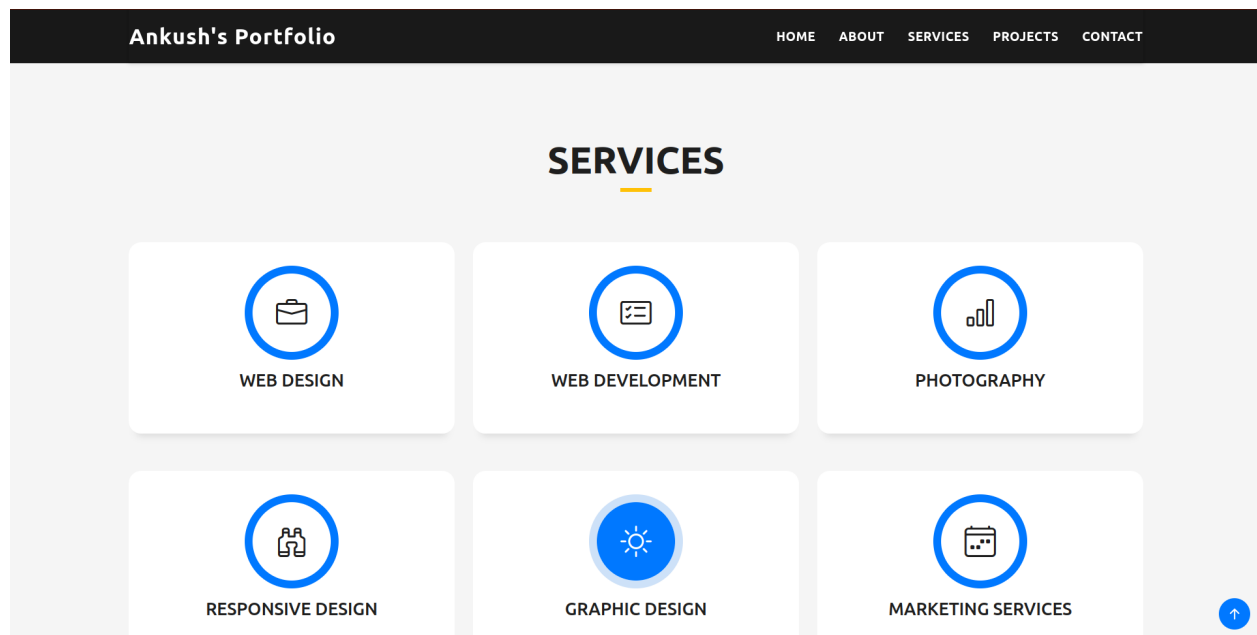 Ankush's Portfolio
HOME ABOUT SERVICES PROJECTS CONTACT
SERVICES
WEB DESIGN
WEB DEVELOPMENT
PHOTOGRAPHY
RESPONSIVE DESIGN
GRAPHIC DESIGN
MARKETING SERVICES